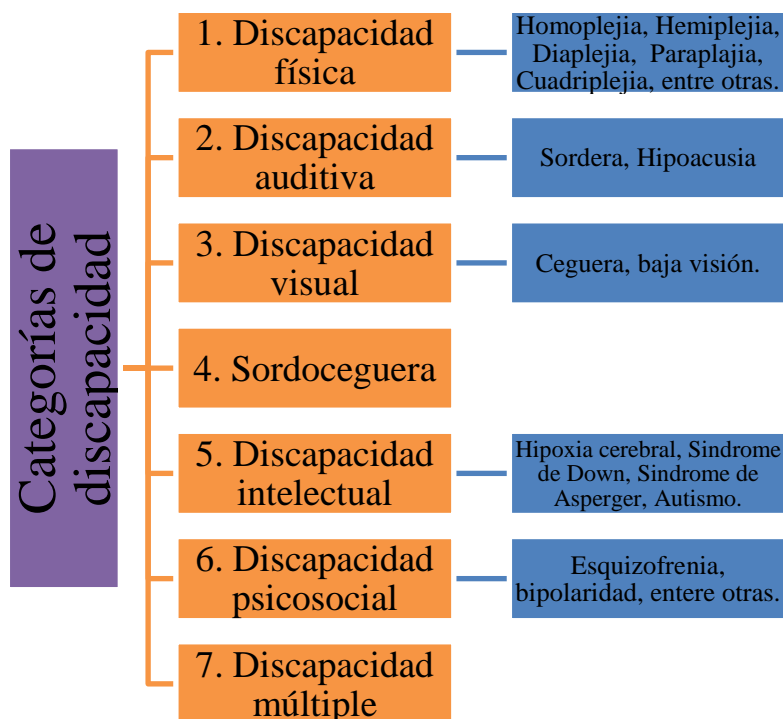 Categorías de
discapacidad
1. Discapacidad
física
Homoplejia, Hemiplejia,
Diaplejia, Paraplajia,
Cuadriplejia, entre otras.
2. Discapacidad
auditiva
Sordera, Hipoacusia
3. Discapacidad
visual
Ceguera, baja visión.
4. Sordoceguera
5. Discapacidad
intelectual
Hipoxia cerebral, Sindrome
de Down, Sindrome de
Asperger, Autismo.
6. Discapacidad
psicosocial
Esquizofrenia,
bipolaridad, entere otras.
7. Discapacidad
múltiple